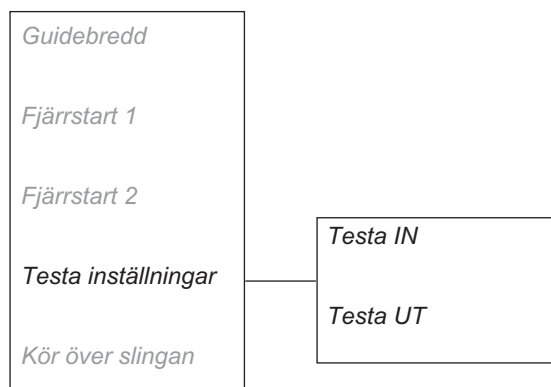 Guidebredd
Fjärrstart 1
Fjärrstart 2
Testa inställningar
Kör över slingan
Testa IN
Testa UT